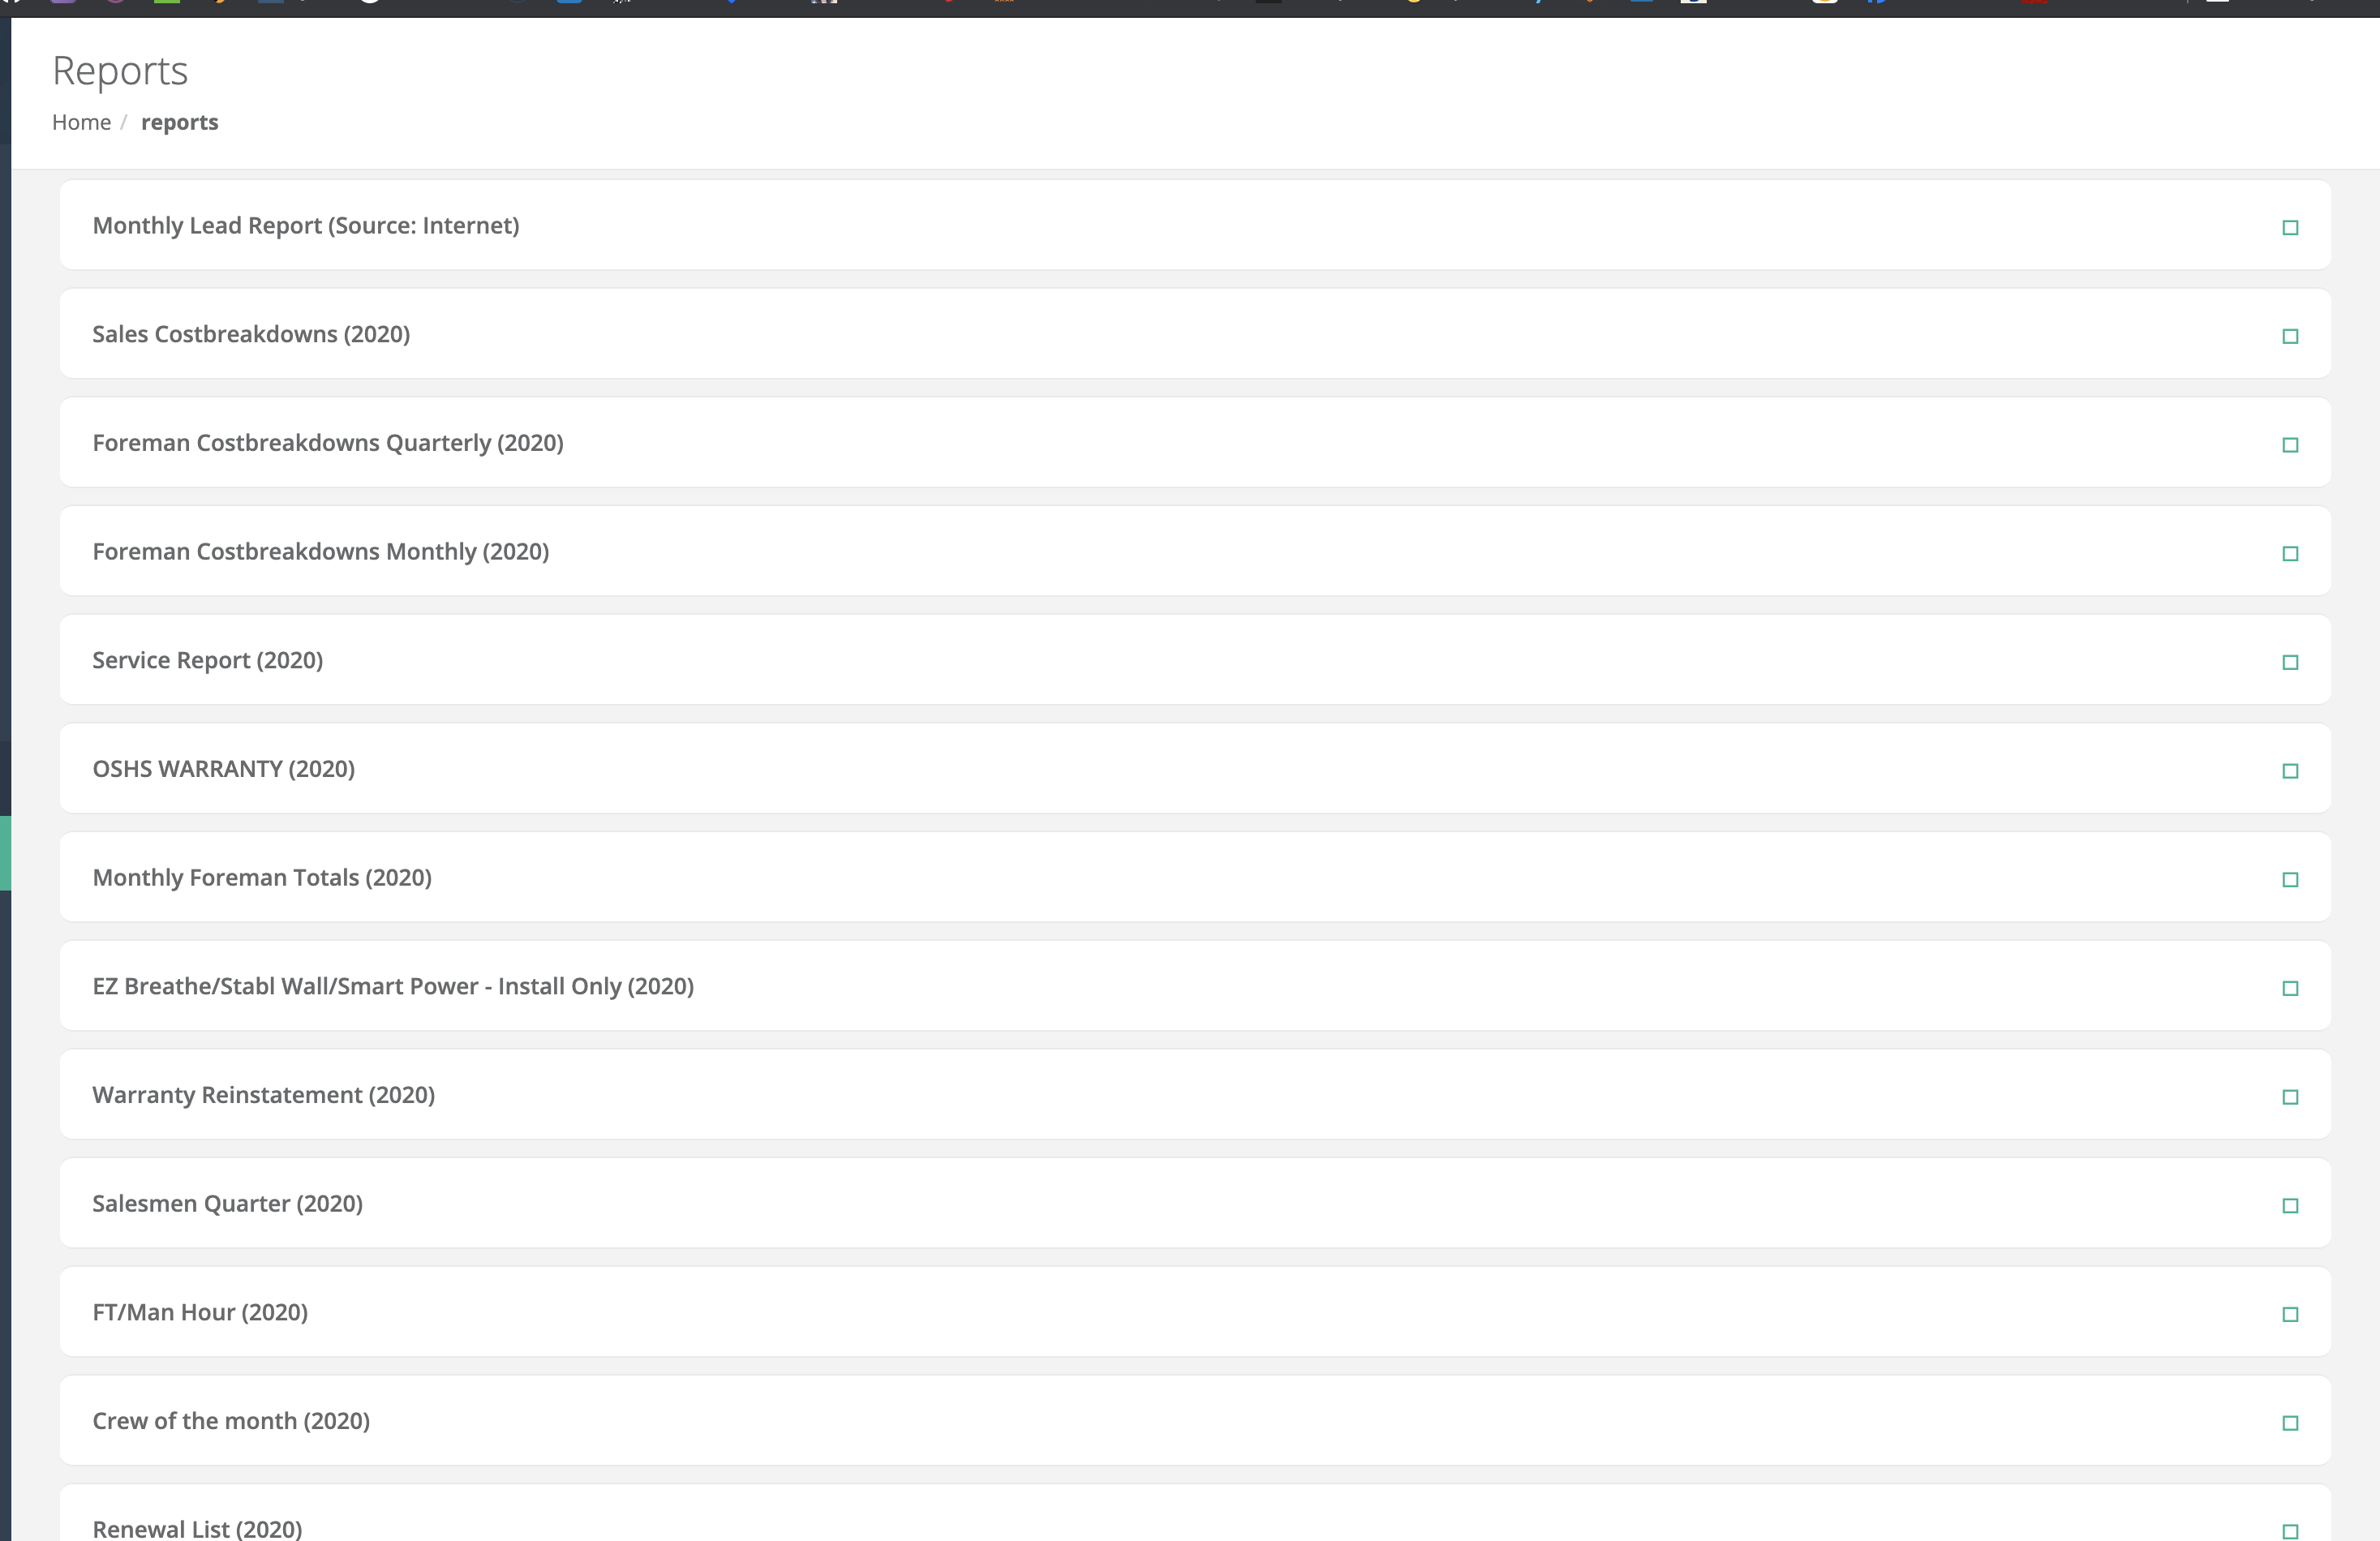 Reports
Home / reports
Monthly Lead Report (Source: Internet)
Sales Costbreakdowns (2020)
Foreman Costbreakdowns Quarterly (2020)
Foreman Costbreakdowns Monthly (2020)
Service Report (2020)
OSHS WARRANTY (2020)
Monthly Foreman Totals (2020)
EZ Breathe/Stabl Wall/Smart Power - Install Only (2020)
Warranty Reinstatement (2020)
Salesmen Quarter (2020)
FT/Man Hour (2020)
Crew of the month (2020)
Renewal List (2020)